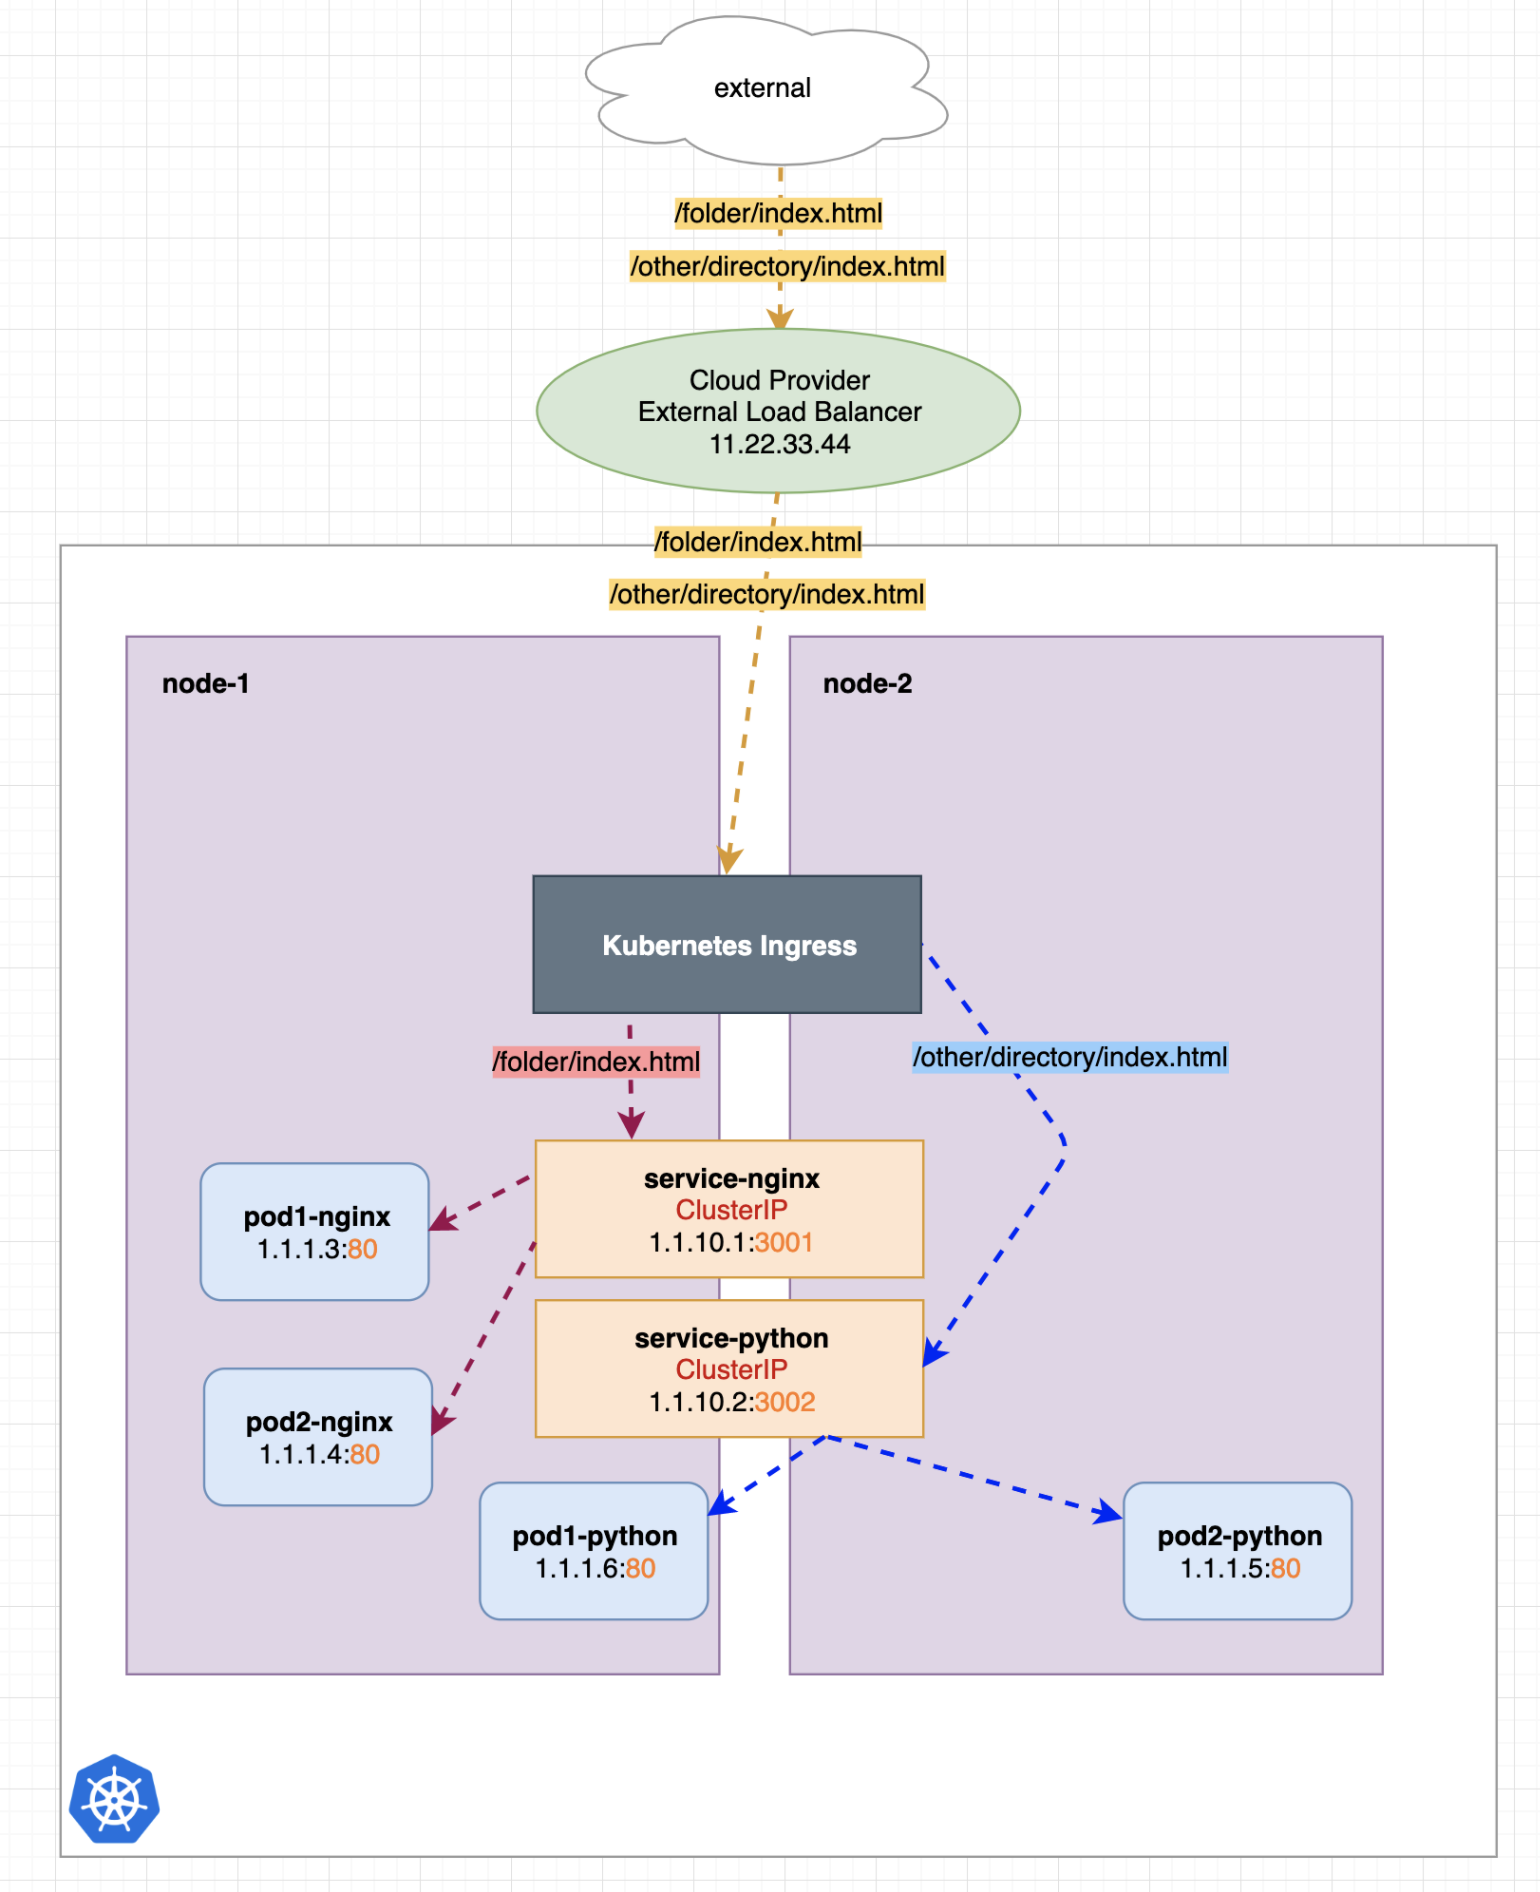 external
/folder/index.html
/other/directory/index.html
Cloud Provider
External Load Balancer
11.22.33.44
/folder/index.html
/other/directory/index.html
node-1
node-2
Kubernetes Ingress
/folder/index.html
/other/directory/index.html
service-nginx
ClusterIP
1.1.10.1:3001
pod1-nginx
1.1.1.3:80
service-python
ClusterIP
1.1.10.2:3002
pod2-nginx
1.1.1.4:80
pod1-python
1.1.1.6:80
pod2-python
1.1.1.5:80